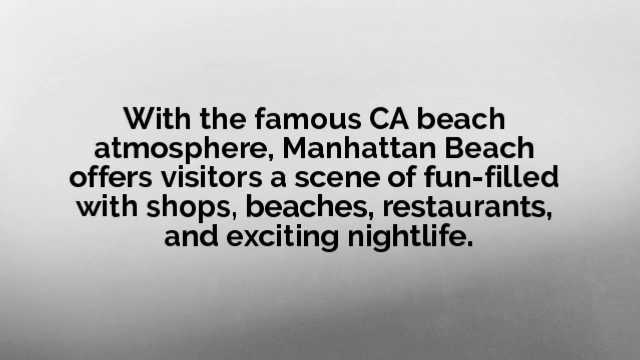 With the famous CA beach
atmosphere, Manhattan Beach
offers visitors a scene of fun-filled
with shops, beaches, restaurants,
and exciting nightlife.